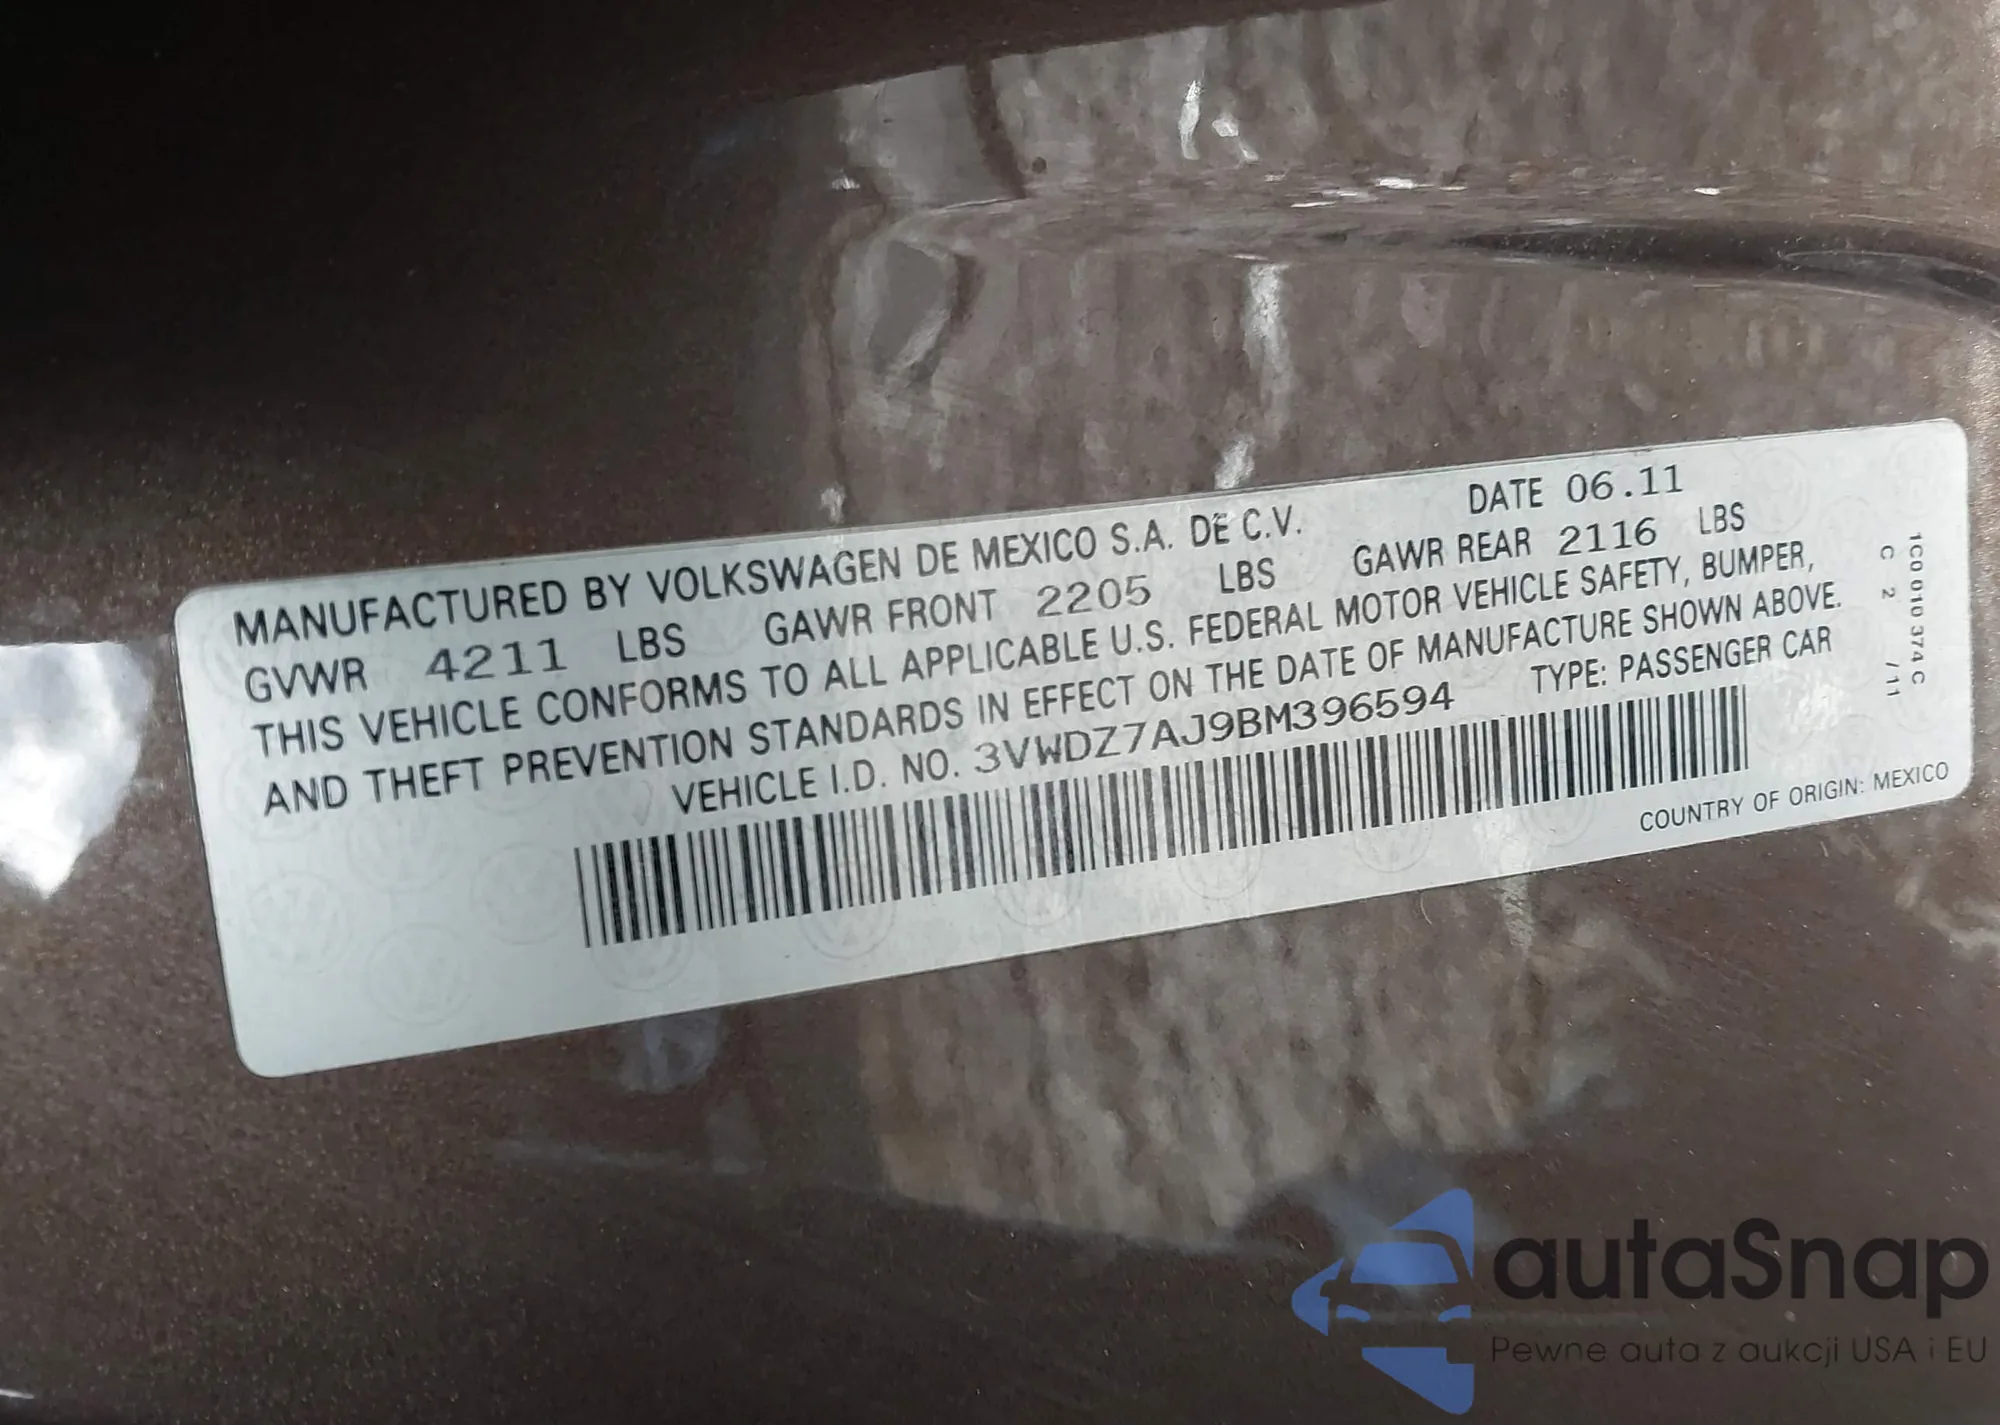 MANUFACTURED BY VOLKSWAGEN DE MEXICO S.A. DE C.V. DATE 06.11
GVWR 4211 LBS GAWR FRONT 2205 LBS GAWR REAR 2116 LBS
THIS VEHICLE CONFORMS TO ALL APPLICABLE U.S. FEDERAL MOTOR VEHICLE SAFETY, BUMPER,
AND THEFT PREVENTION STANDARDS IN EFFECT ON THE DATE OF MANUFACTURE SHOWN ABOVE.
VEHICLE I.D. NO. 3VWDZ7AJ9BM396594 TYPE: PASSENGER CAR
COUNTRY OF ORIGIN: MEXICO
1C0 010 374 C
C 2 /11
autaSnap
Pewne auta z aukcji USA i EU